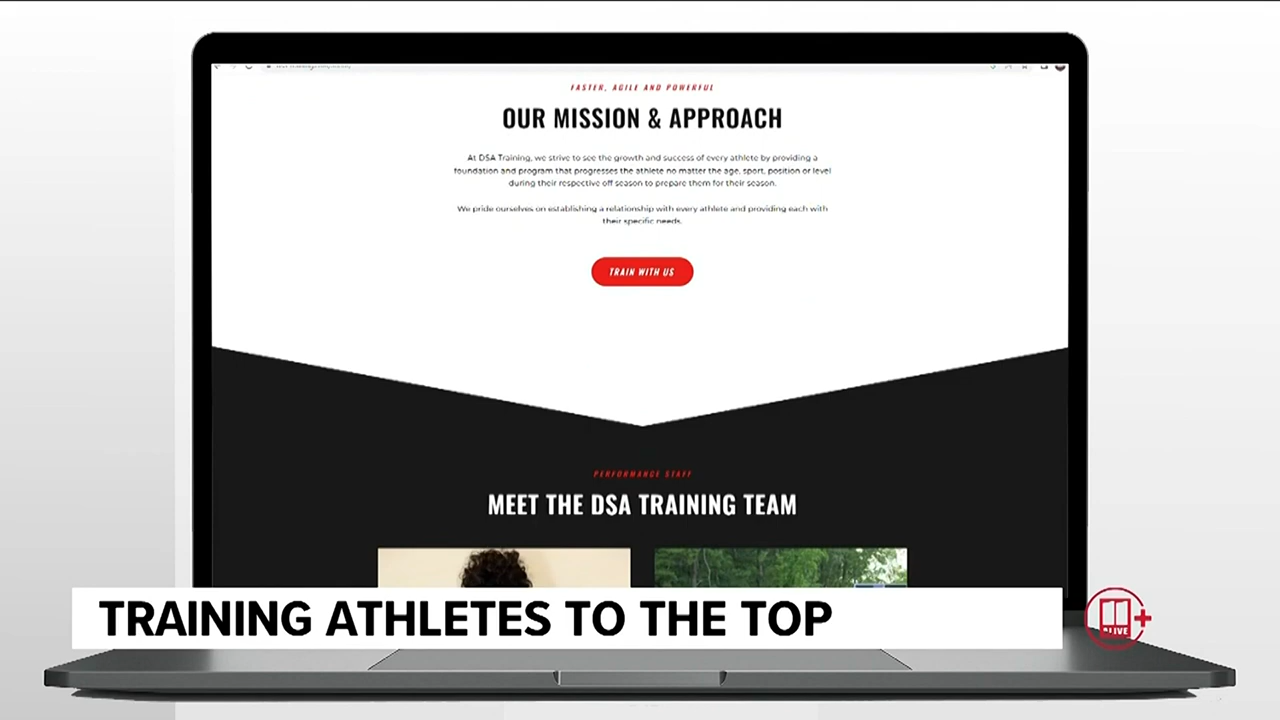 FASTER, AGILE AND POWERFUL
OUR MISSION & APPROACH
At DSA Training, we strive to see the growth and success of every athlete by providing a
foundation and program that progresses the athlete no matter the age, sport, position or level
during their respective off season to prepare them for their season.
We pride ourselves on establishing a relationship with every athlete and providing each with
their specific needs.
TRAIN WITH US
PERFORMANCE STAFF
MEET THE DSA TRAINING TEAM
TRAINING ATHLETES TO THE TOP